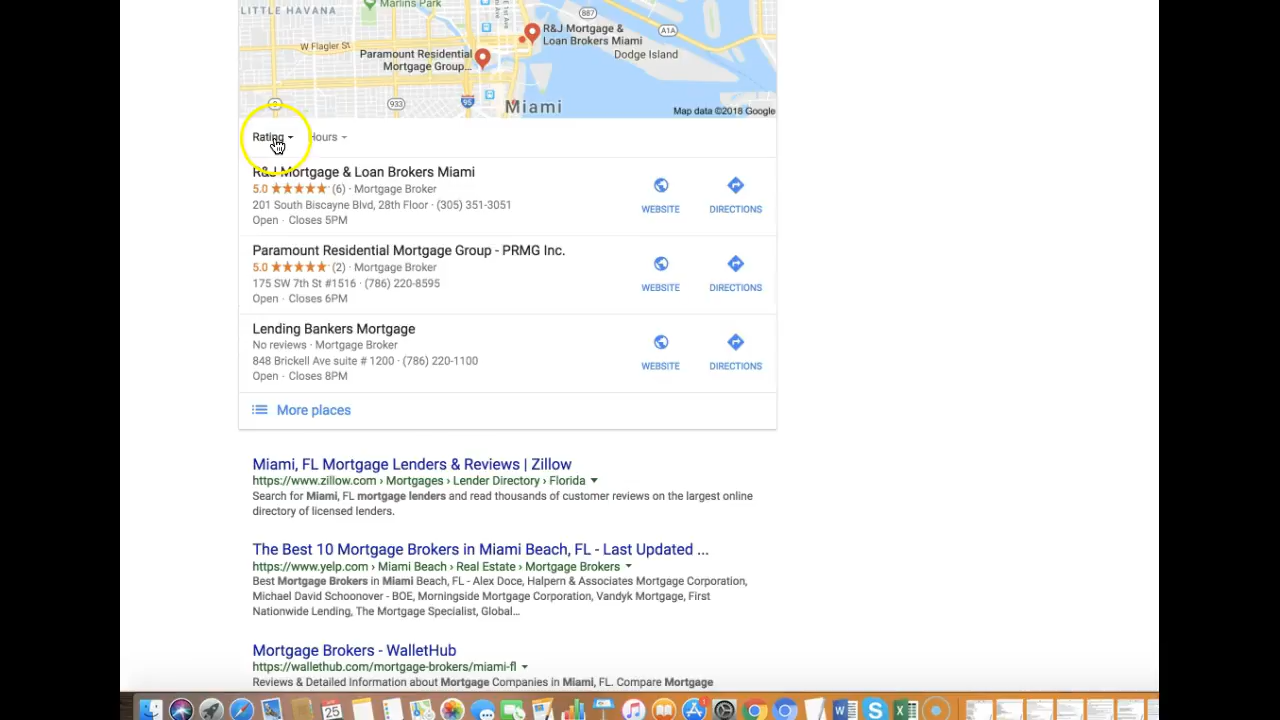 LITTLE HAVANA
Marlins Park
887
A1A
R&J Mortgage &
Loan Brokers Miami
W Flagler St
Paramount Residential
Mortgage Group...
Dodge Island
933
95
Miami
Map data ©2018 Google
Rating
Hours
R&J Mortgage & Loan Brokers Miami
5.0 ★★★★★ (6) · Mortgage Broker
201 South Biscayne Blvd, 28th Floor · (305) 351-3051
Open · Closes 5PM
WEBSITE
DIRECTIONS
Paramount Residential Mortgage Group - PRMG Inc.
5.0 ★★★★★ (2) · Mortgage Broker
175 SW 7th St #1516 · (786) 220-8595
Open · Closes 6PM
WEBSITE
DIRECTIONS
Lending Bankers Mortgage
No reviews · Mortgage Broker
848 Brickell Ave suite # 1200 · (786) 220-1100
Open · Closes 8PM
WEBSITE
DIRECTIONS
More places
Miami, FL Mortgage Lenders & Reviews | Zillow
https://www.zillow.com › Mortgages › Lender Directory › Florida
Search for Miami, FL mortgage lenders and read thousands of customer reviews on the largest online
directory of licensed lenders.
The Best 10 Mortgage Brokers in Miami Beach, FL - Last Updated ...
https://www.yelp.com › Miami Beach › Real Estate › Mortgage Brokers
Best Mortgage Brokers in Miami Beach, FL - Alex Doce, Halpern & Associates Mortgage Corporation,
Michael David Schoonover - BOE, Morningside Mortgage Corporation, Vandyk Mortgage, First
Nationwide Lending, The Mortgage Specialist, Global...
Mortgage Brokers - WalletHub
https://wallethub.com/mortgage-brokers/miami-fl
Reviews & Detailed Information about Mortgage Companies in Miami, FL. Compare Mortgage
25